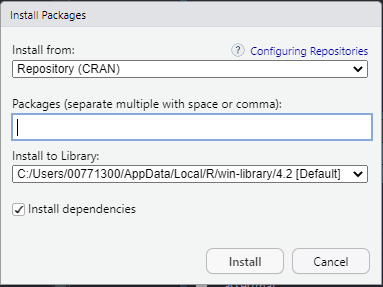 Install Packages
Install from:
? Configuring Repositories
Repository (CRAN)
Packages (separate multiple with space or comma):
Install to Library:
C:/Users/00771300/AppData/Local/R/win-library/4.2 [Default]
Install dependencies
Install Cancel